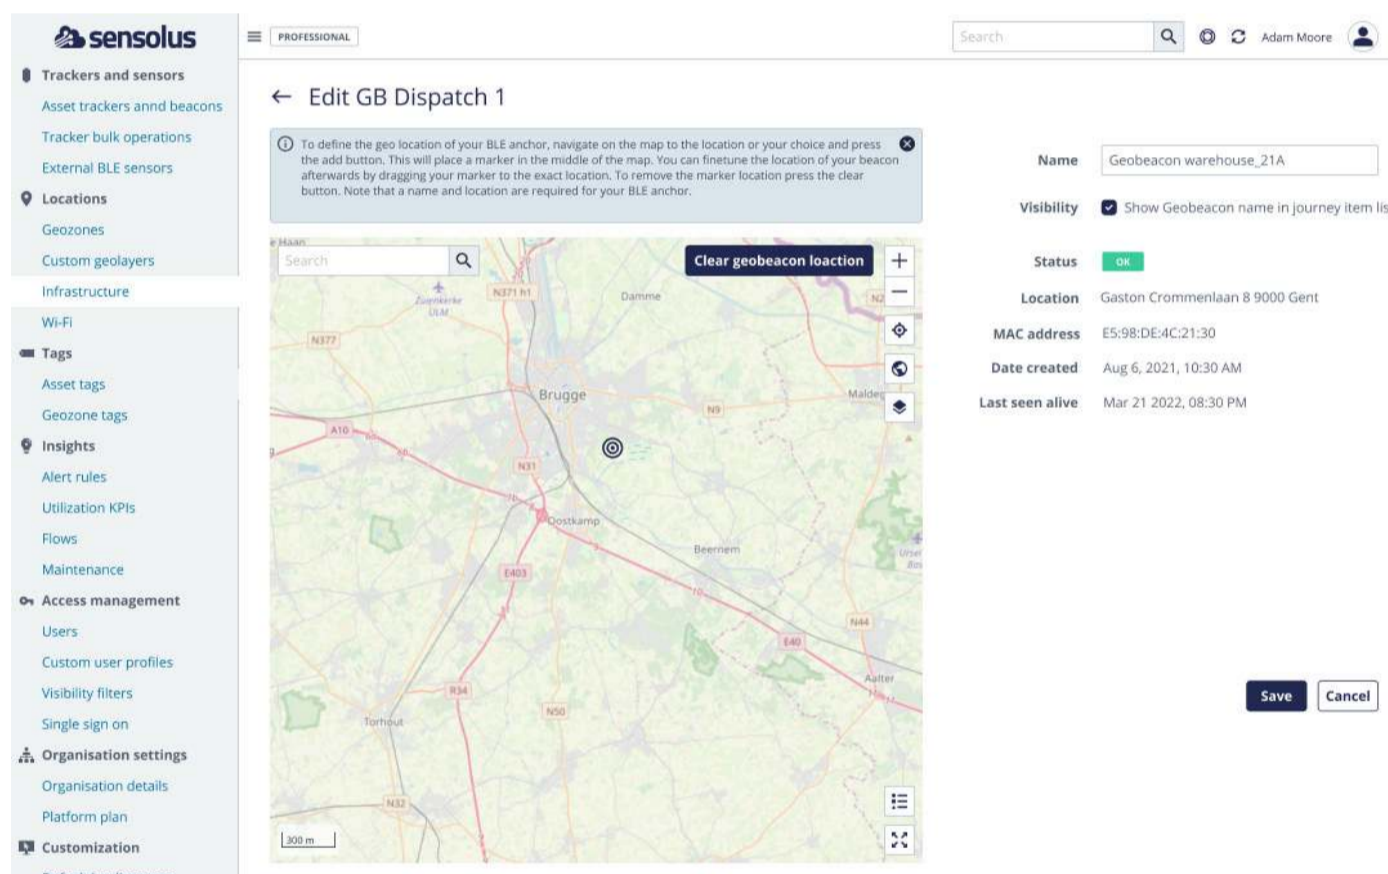 sensolus
PROFESSIONAL
Search
Adam Moore
Trackers and sensors
Asset trackers annd beacons
Tracker bulk operations
External BLE sensors
Locations
Geozones
Custom geolayers
Infrastructure
Wi-Fi
Tags
Asset tags
Geozone tags
Insights
Alert rules
Utilization KPIs
Flows
Maintenance
Access management
Users
Custom user profiles
Visibility filters
Single sign on
Organisation settings
Organisation details
Platform plan
Customization
Edit GB Dispatch 1
To define the geo location of your BLE anchor, navigate on the map to the location or your choice and press
the add button. This will place a marker in the middle of the map. You can finetune the location of your beacon
afterwards by dragging your marker to the exact location. To remove the marker location press the clear
button. Note that a name and location are required for your BLE anchor.
Haan
Search
Clear geobeacon loaction
Zuienkerke
ULM
N371 h1
Damme
N2
N377
Brugge
Maldeg
N9
A10
N31
Oostkamp
Beernem
Ursel
E403
N44
E40
Aalter
R34
N50
Torhout
N32
300 m
Name
Geobeacon warehouse_21A
Visibility
Show Geobeacon name in journey item lis
Status
OK
Location
Gaston Crommenlaan 8 9000 Gent
MAC address
E5:98:DE:4C:21:30
Date created
Aug 6, 2021, 10:30 AM
Last seen alive
Mar 21 2022, 08:30 PM
Save
Cancel